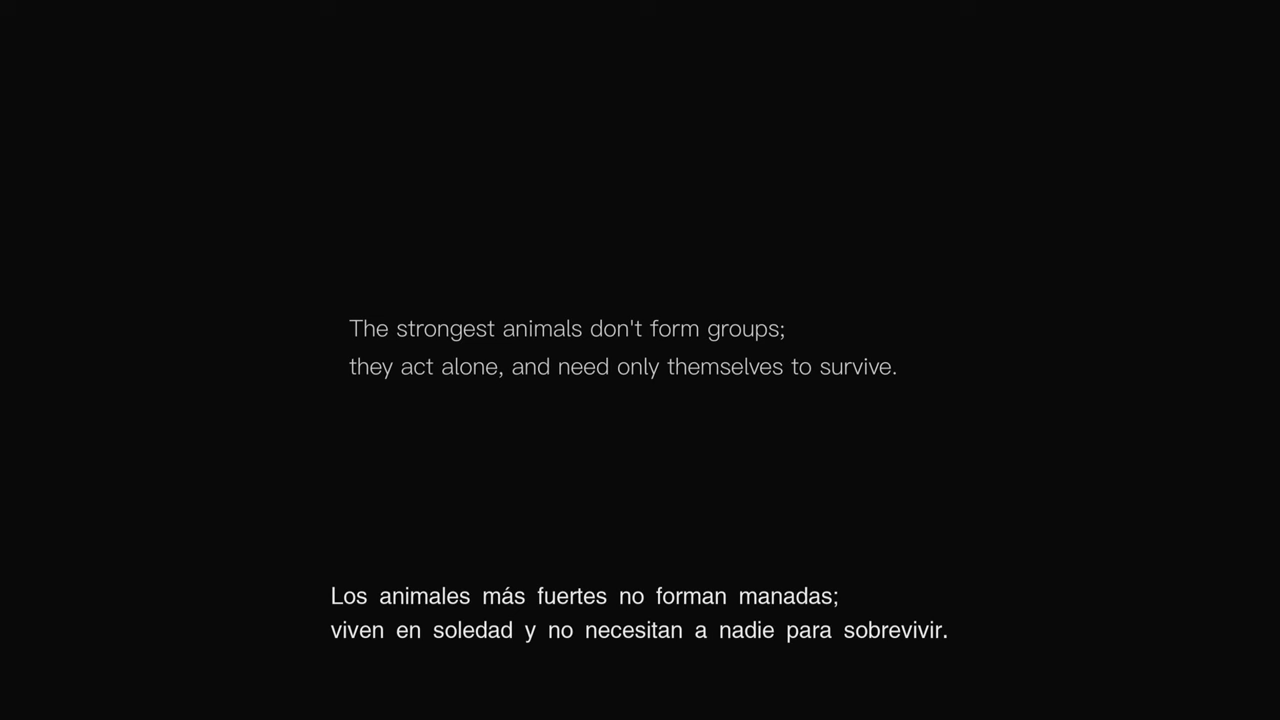 The strongest animals don't form groups;
they act alone, and need only themselves to survive.
Los animales más fuertes no forman manadas;
viven en soledad y no necesitan a nadie para sobrevivir.